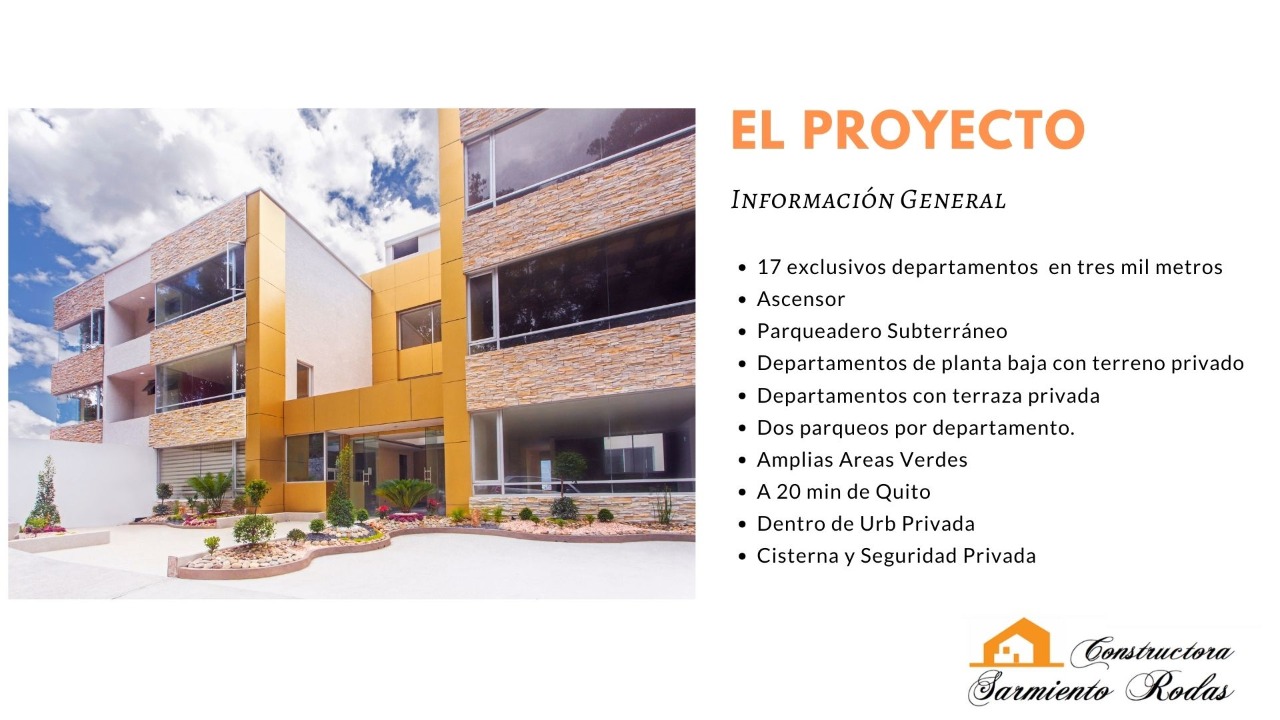 EL PROYECTO
INFORMACIÓN GENERAL
• 17 exclusivos departamentos  en tres mil metros
• Ascensor
• Parqueadero Subterráneo
• Departamentos de planta baja con terreno privado
• Departamentos con terraza privada
• Dos parqueos por departamento.
• Amplias Areas Verdes
• A 20 min de Quito
• Dentro de Urb Privada
• Cisterna y Seguridad Privada
Constructora
Sarmiento Rodas